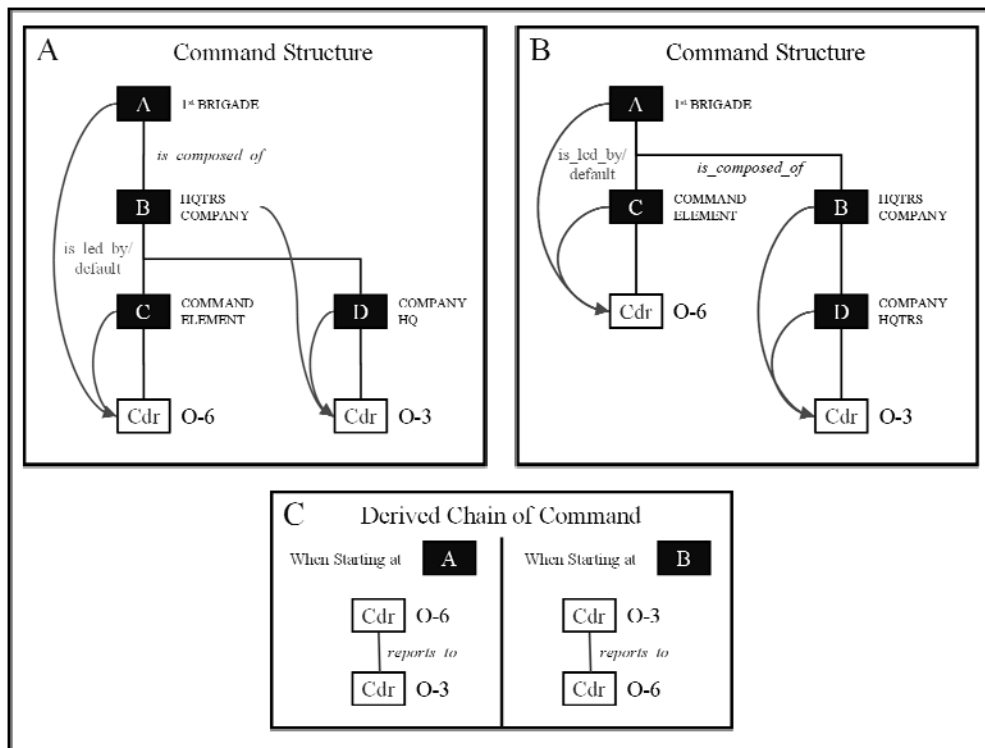 A
Command Structure
A
1st BRIGADE
is composed of
B
HQTRS
COMPANY
is led by/
default
C
COMMAND
ELEMENT
D
COMPANY
HQ
Cdr
O-6
Cdr
O-3
B
Command Structure
A
1st BRIGADE
is_led_by/
default
is_composed_of
C
COMMAND
ELEMENT
B
HQTRS
COMPANY
Cdr
O-6
D
COMPANY
HQTRS
Cdr
O-3
C
Derived Chain of Command
When Starting at
A
Cdr
O-6
reports to
Cdr
O-3
When Starting at
B
Cdr
O-3
reports to
Cdr
O-6